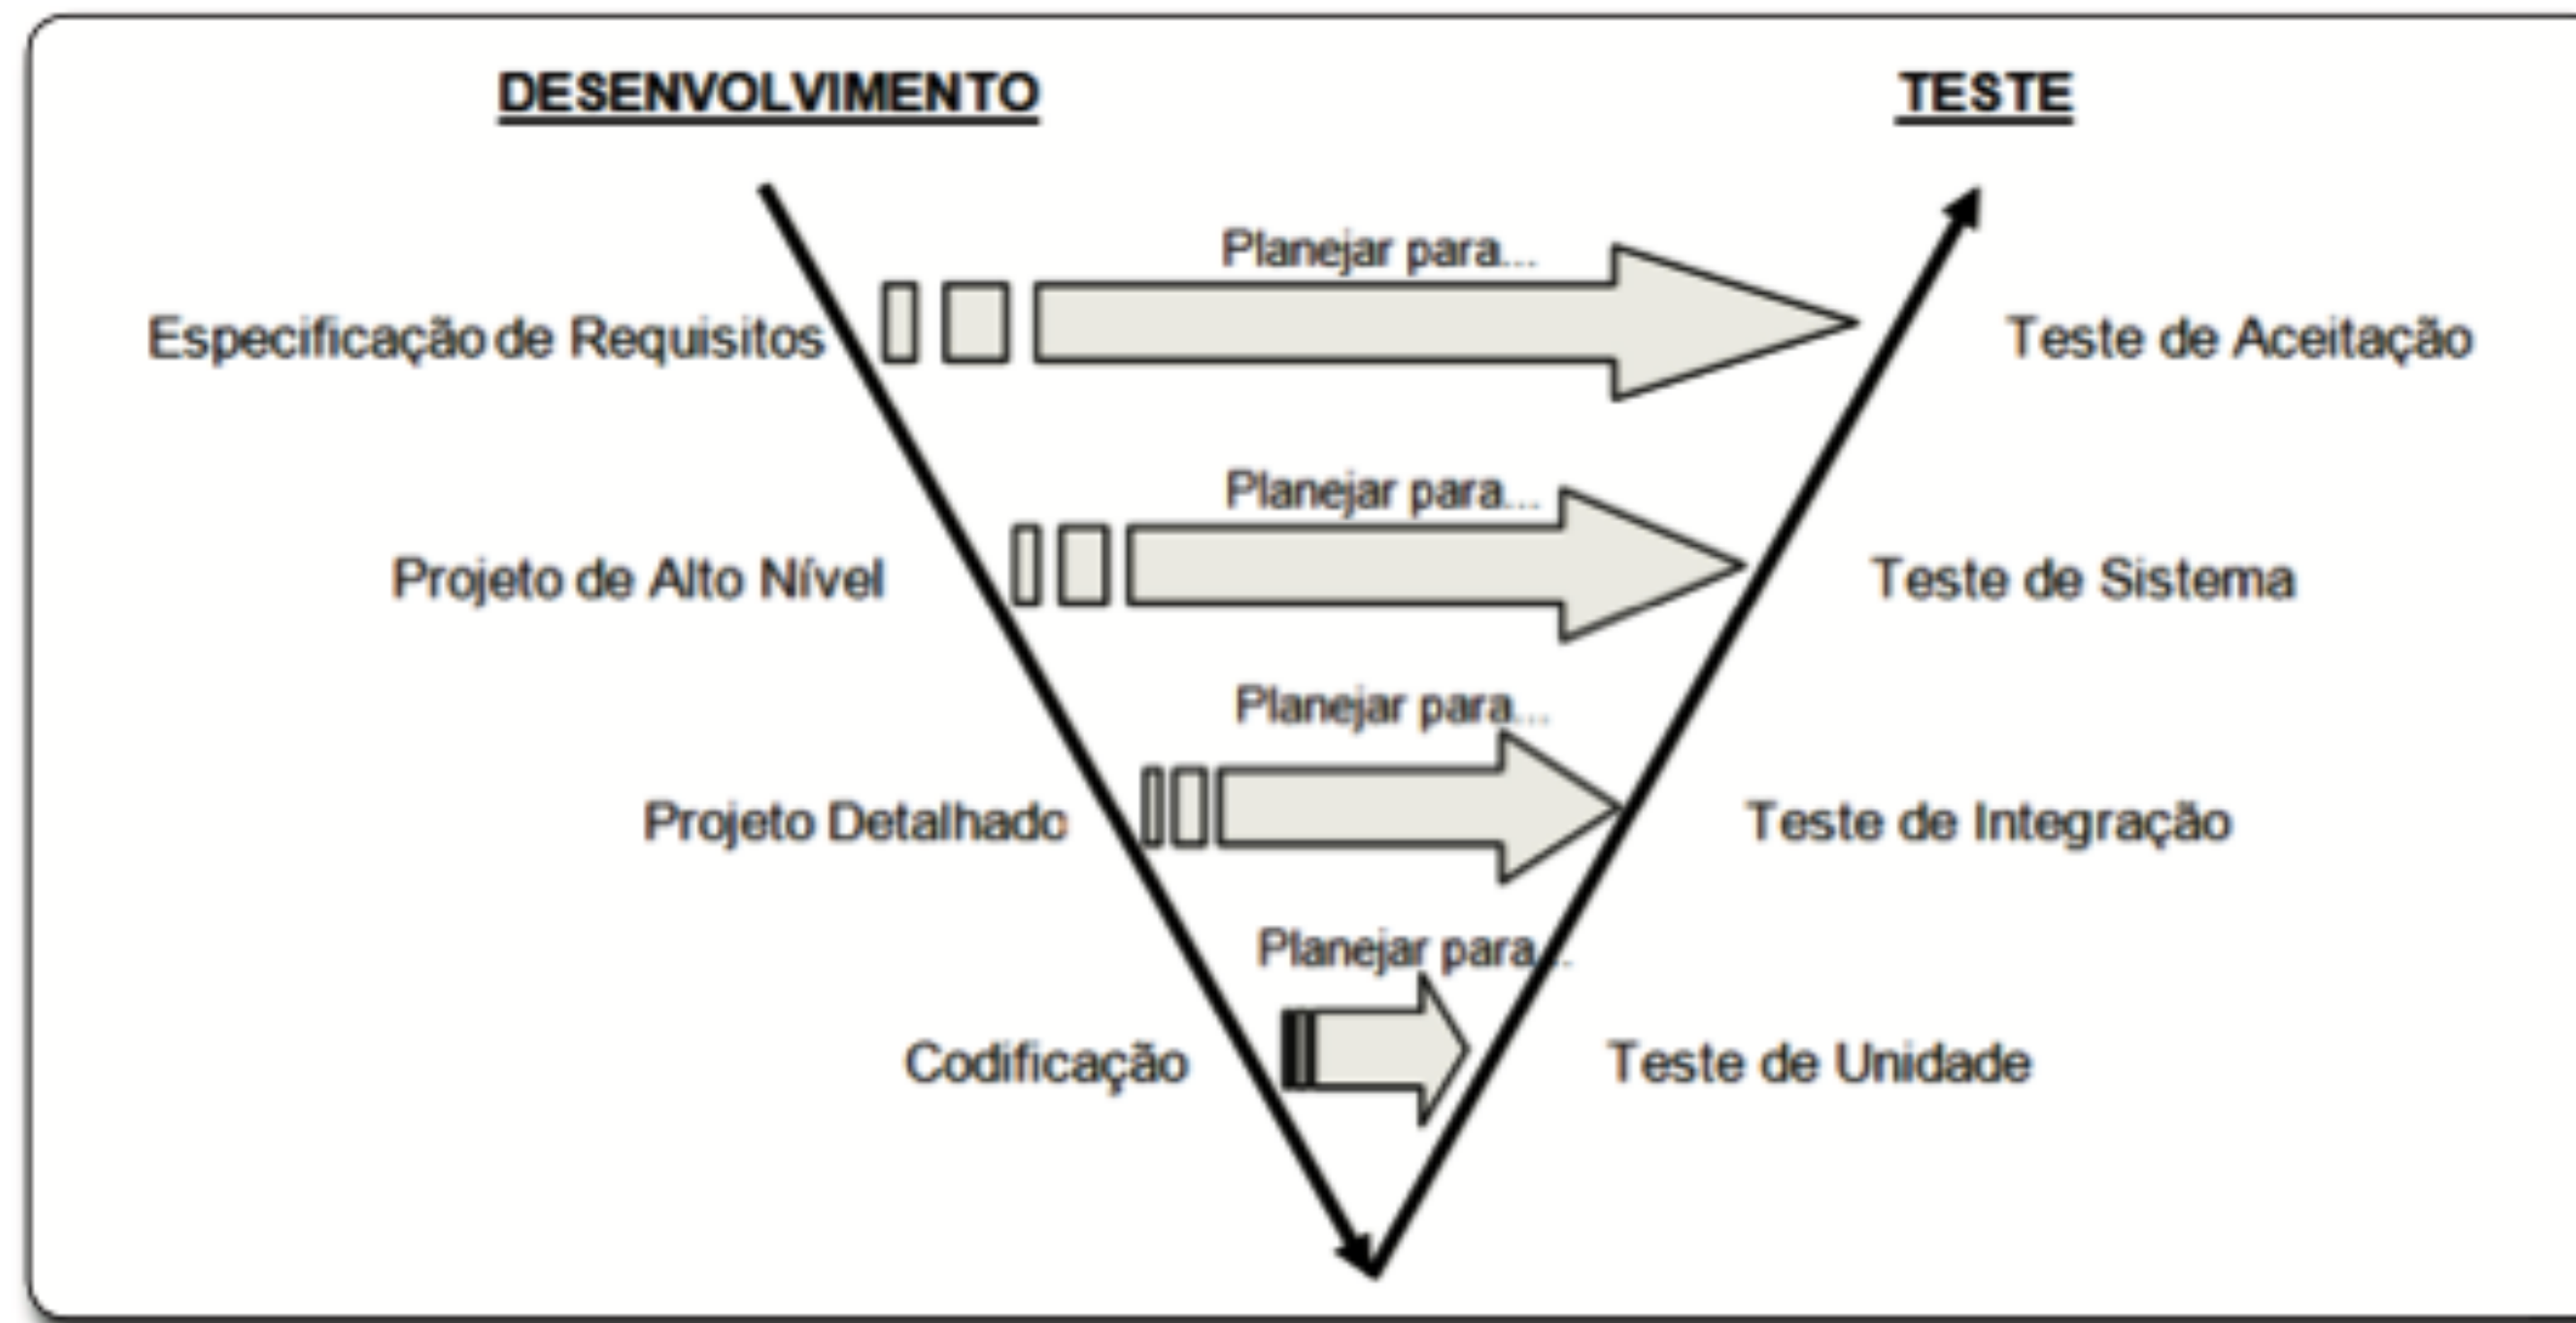 DESENVOLVIMENTO
TESTE
Planejar para...
Especificação de Requisitos
Teste de Aceitação
Planejar para...
Projeto de Alto Nível
Teste de Sistema
Planejar para...
Projeto Detalhado
Teste de Integração
Planejar para...
Codificação
Teste de Unidade